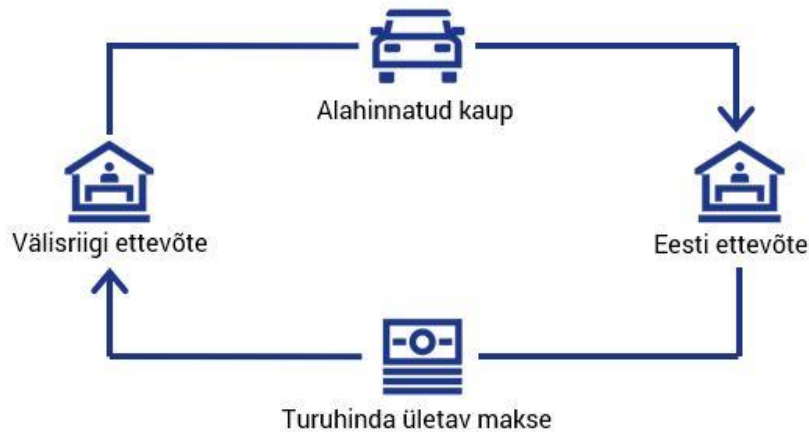 Alahinnatud kaup
Välisriigi ettevõte
Eesti ettevõte
Turuhinda ületav makse